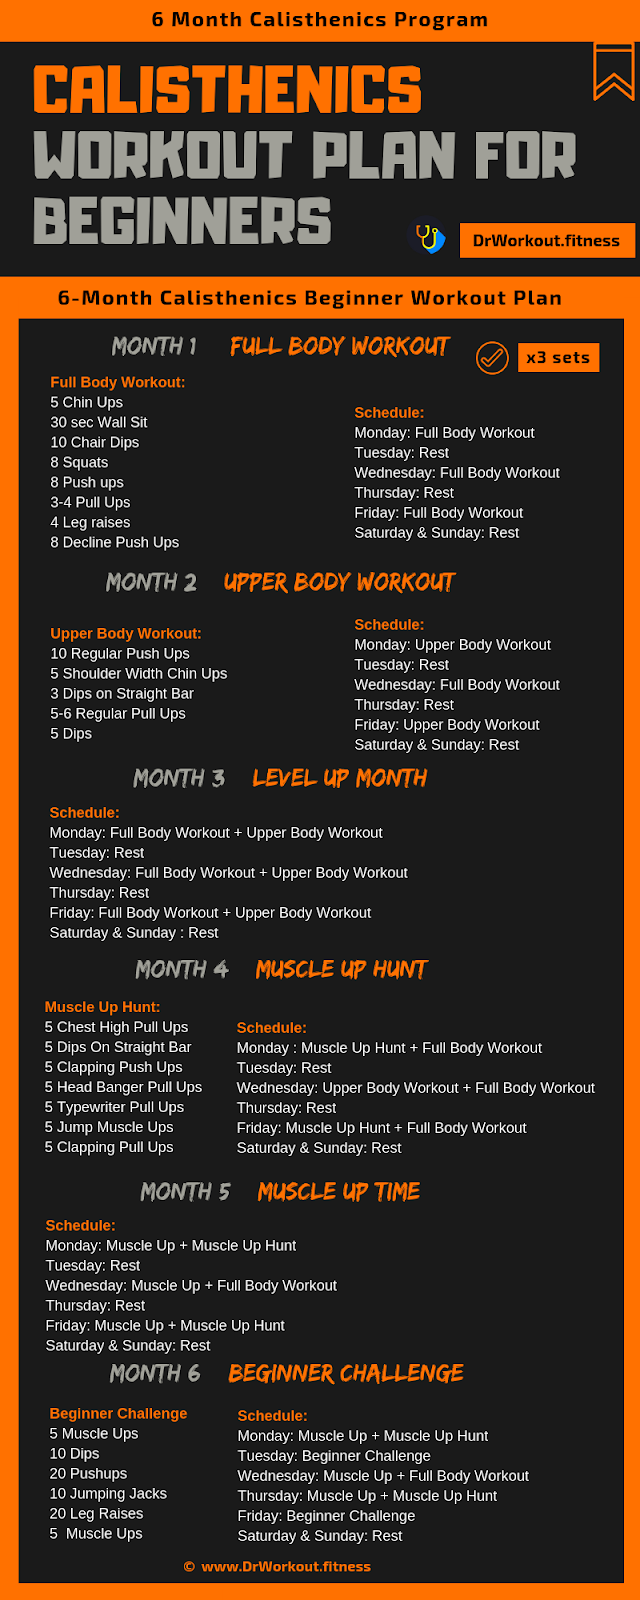 6 Month Calisthenics Program
CALISTHENICS
WORKOUT PLAN FOR
BEGINNERS
DrWorkout.fitness
6-Month Calisthenics Beginner Workout Plan
MONTH 1 FULL BODY WORKOUT
x3 sets
Full Body Workout:
5 Chin Ups
30 sec Wall Sit
10 Chair Dips
8 Squats
8 Push ups
3-4 Pull Ups
4 Leg raises
8 Decline Push Ups
Schedule:
Monday: Full Body Workout
Tuesday: Rest
Wednesday: Full Body Workout
Thursday: Rest
Friday: Full Body Workout
Saturday & Sunday: Rest
MONTH 2 UPPER BODY WORKOUT
Upper Body Workout:
10 Regular Push Ups
5 Shoulder Width Chin Ups
3 Dips on Straight Bar
5-6 Regular Pull Ups
5 Dips
Schedule:
Monday: Upper Body Workout
Tuesday: Rest
Wednesday: Full Body Workout
Thursday: Rest
Friday: Upper Body Workout
Saturday & Sunday: Rest
MONTH 3 LEVEL UP MONTH
Schedule:
Monday: Full Body Workout + Upper Body Workout
Tuesday: Rest
Wednesday: Full Body Workout + Upper Body Workout
Thursday: Rest
Friday: Full Body Workout + Upper Body Workout
Saturday & Sunday : Rest
MONTH 4 MUSCLE UP HUNT
Muscle Up Hunt:
5 Chest High Pull Ups
5 Dips On Straight Bar
5 Clapping Push Ups
5 Head Banger Pull Ups
5 Typewriter Pull Ups
5 Jump Muscle Ups
5 Clapping Pull Ups
Schedule:
Monday : Muscle Up Hunt + Full Body Workout
Tuesday: Rest
Wednesday: Upper Body Workout + Full Body Workout
Thursday: Rest
Friday: Muscle Up Hunt + Full Body Workout
Saturday & Sunday: Rest
MONTH 5 MUSCLE UP TIME
Schedule:
Monday: Muscle Up + Muscle Up Hunt
Tuesday: Rest
Wednesday: Muscle Up + Full Body Workout
Thursday: Rest
Friday: Muscle Up + Muscle Up Hunt
Saturday & Sunday: Rest
MONTH 6 BEGINNER CHALLENGE
Beginner Challenge
5 Muscle Ups
10 Dips
20 Pushups
10 Jumping Jacks
20 Leg Raises
5 Muscle Ups
Schedule:
Monday: Muscle Up + Muscle Up Hunt
Tuesday: Beginner Challenge
Wednesday: Muscle Up + Full Body Workout
Thursday: Muscle Up + Muscle Up Hunt
Friday: Beginner Challenge
Saturday & Sunday: Rest
© www.DrWorkout.fitness